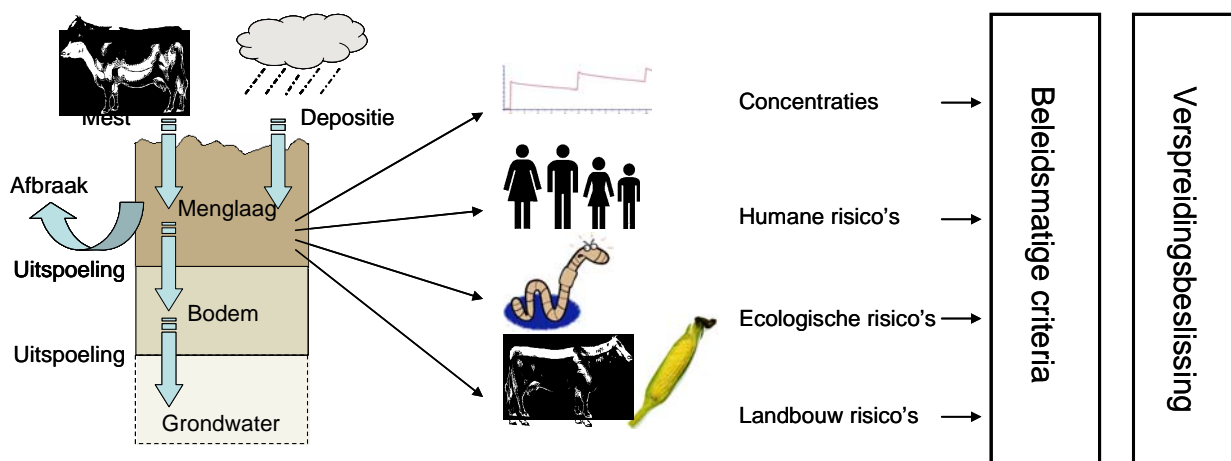 Mest
Depositie
Afbraak
Menglaag
Uitspoeling
Bodem
Uitspoeling
Grondwater
Concentraties
Humane risico's
Ecologische risico's
Landbouw risico's
Beleidsmatige criteria
Verspreidingsbeslissing